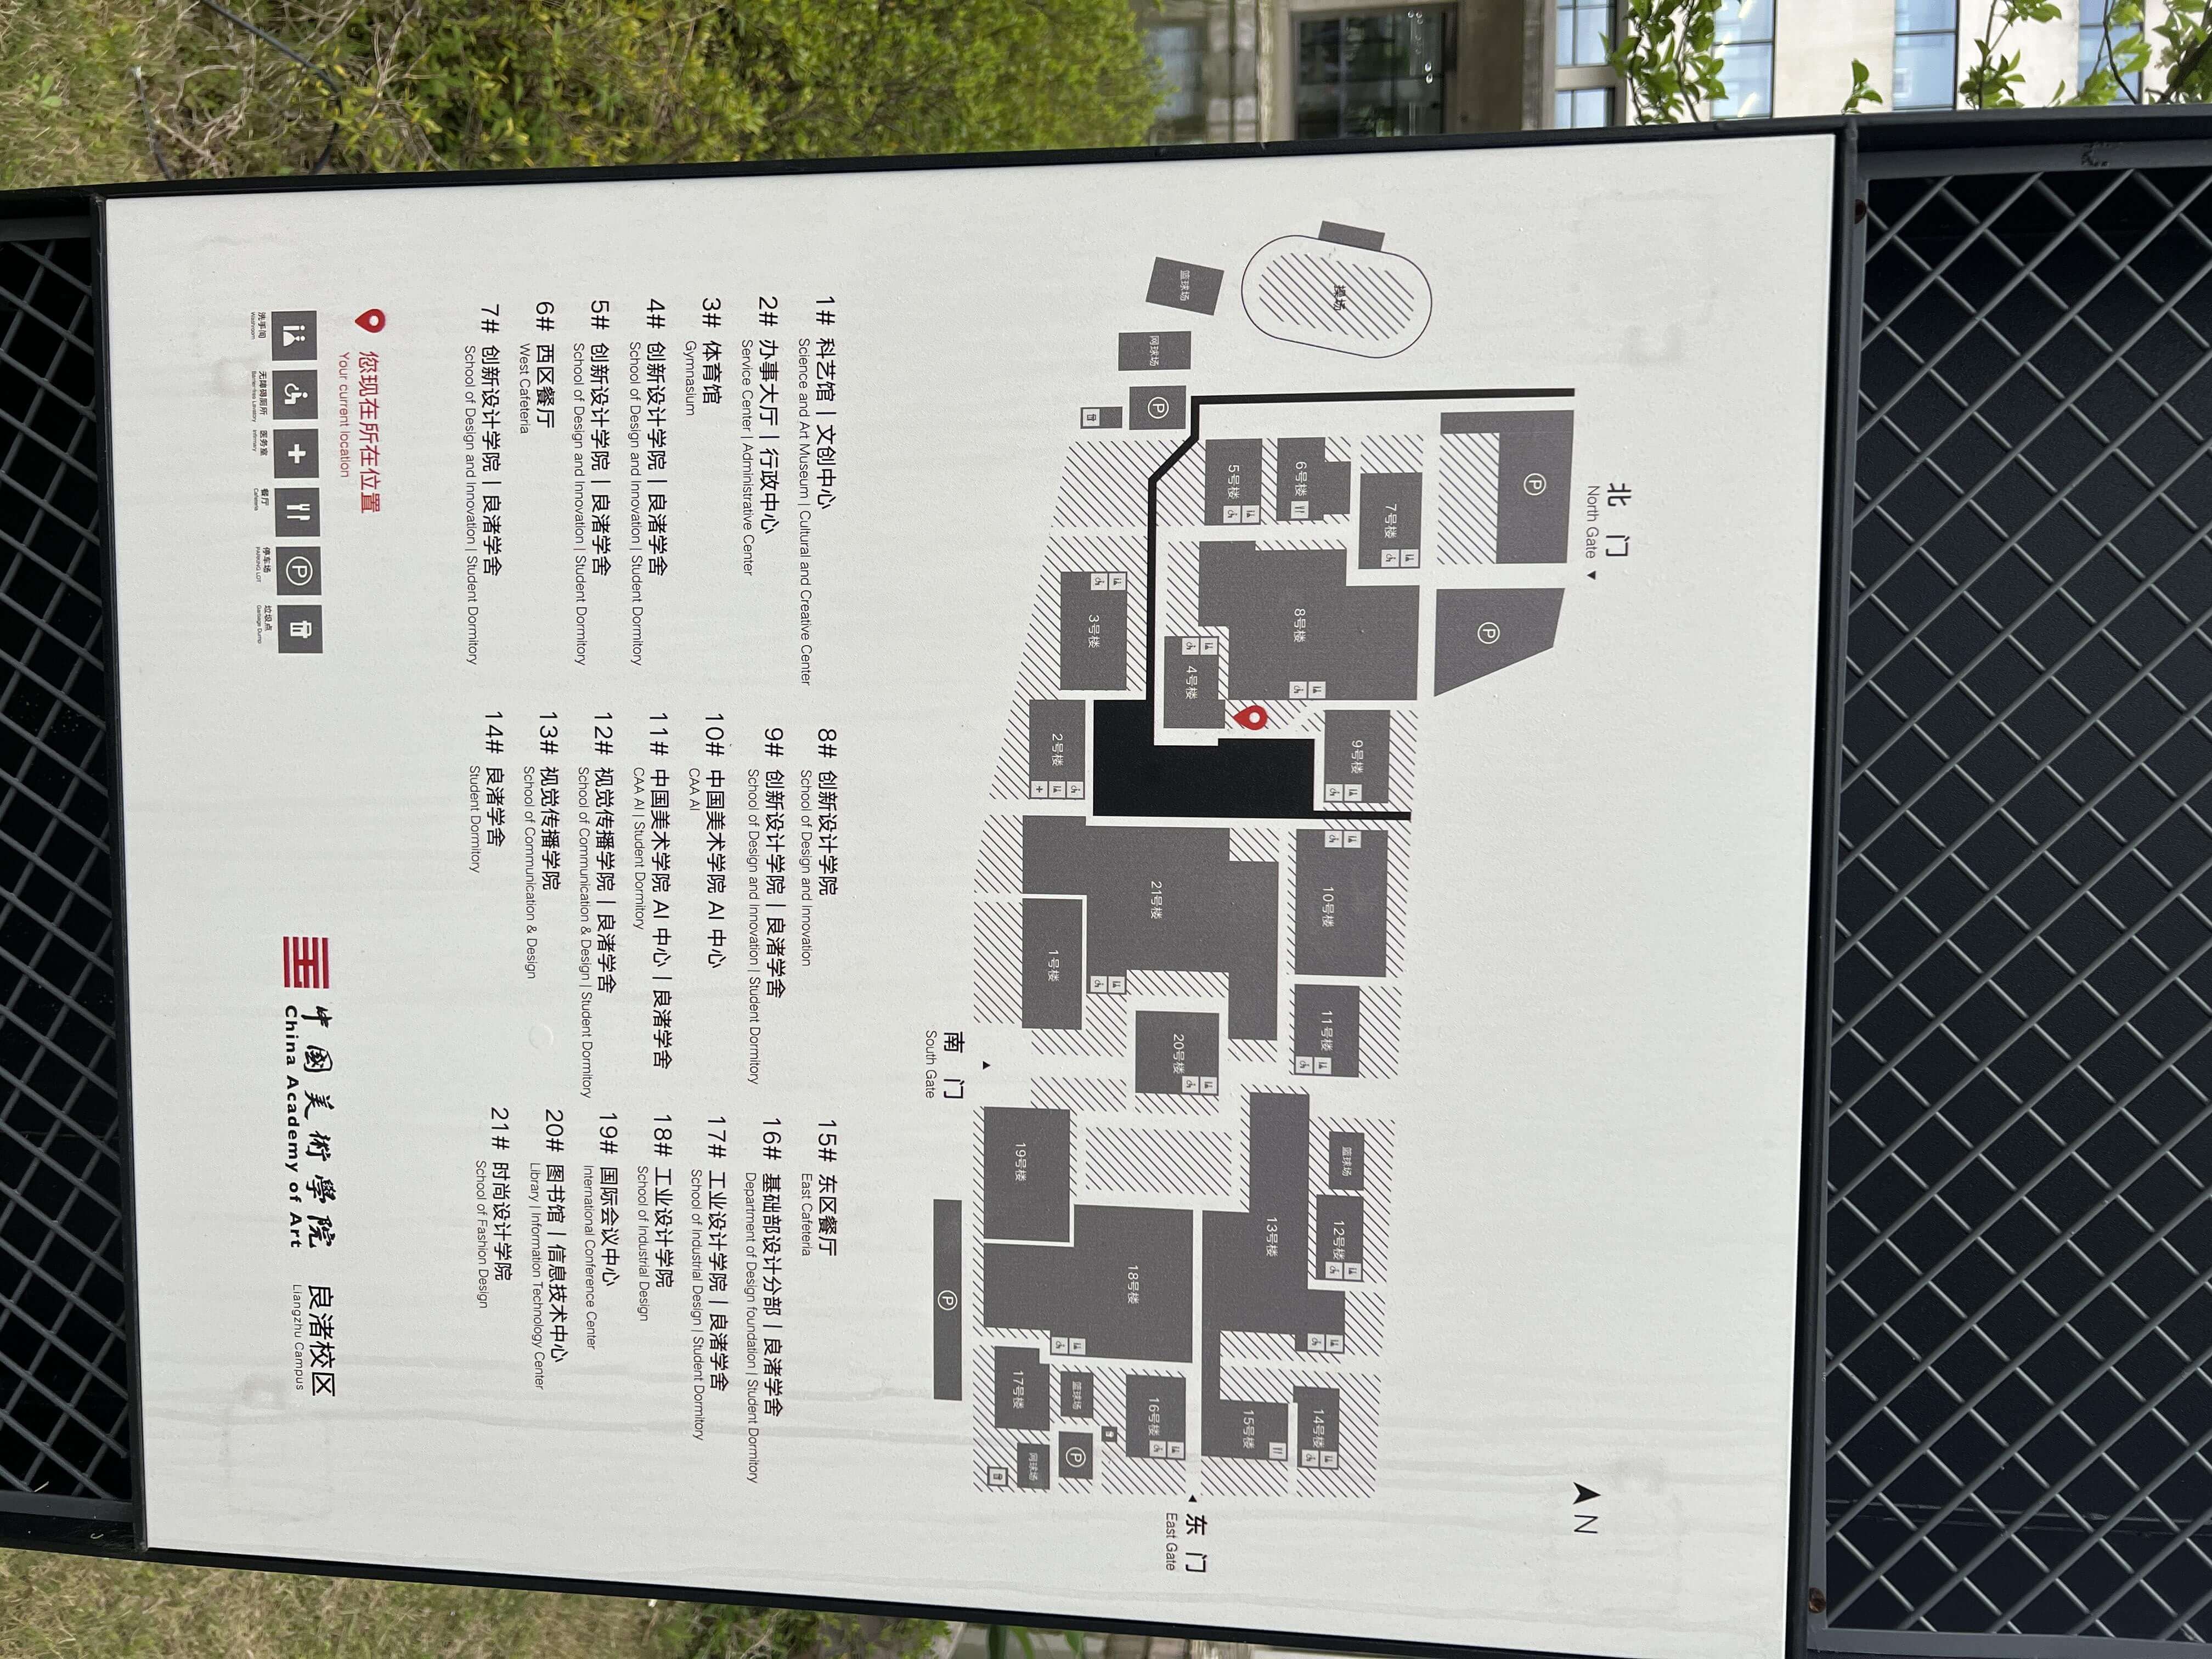 北 门
North Gate ▼
N
P
P
7号楼
操场
9号楼
10号楼
11号楼
篮球场
12号楼
14号楼
6号楼
8号楼
13号楼
5号楼
15号楼
4号楼
篮球场
网球场
P
21号楼
20号楼
东 门
East Gate
16号楼
18号楼
3号楼
2号楼
1号楼
篮球场
P
19号楼
17号楼
网球场
南 门
South Gate
P
1# 科艺馆 | 文创中心
Science and Art Museum | Cultural and Creative Center
2# 办事大厅 | 行政中心
Service Center | Administrative Center
3# 体育馆
Gymnasium
4# 创新设计学院 | 良渚学舍
School of Design and Innovation | Student Dormitory
5# 创新设计学院 | 良渚学舍
School of Design and Innovation | Student Dormitory
6# 西区餐厅
West Cafeteria
7# 创新设计学院 | 良渚学舍
School of Design and Innovation | Student Dormitory
8# 创新设计学院
School of Design and Innovation
9# 创新设计学院 | 良渚学舍
School of Design and Innovation | Student Dormitory
10# 中国美术学院 AI 中心
CAA AI
11# 中国美术学院 AI 中心 | 良渚学舍
CAA AI | Student Dormitory
12# 视觉传播学院 | 良渚学舍
School of Communication & Design | Student Dormitory
13# 视觉传播学院
School of Communication & Design
14# 良渚学舍
Student Dormitory
15# 东区餐厅
East Cafeteria
16# 基础部设计分部 | 良渚学舍
Department of Design foundation | Student Dormitory
17# 工业设计学院 | 良渚学舍
School of Industrial Design | Student Dormitory
18# 工业设计学院
School of Industrial Design
19# 国际会议中心
International Conference Center
20# 图书馆 | 信息技术中心
Library | Information Technology Center
21# 时尚设计学院
School of Fashion Design
您现在所在位置
Your current location
P
洗手间
Washroom
无障碍厕所
Barrier-free Lavatory
医务室
Infirmary
餐厅
Cafeteria
停车场
PARKING LOT
垃圾点
Garbage Dump
中國美術學院
China Academy of Art
良渚校区
Liangzhu Campus